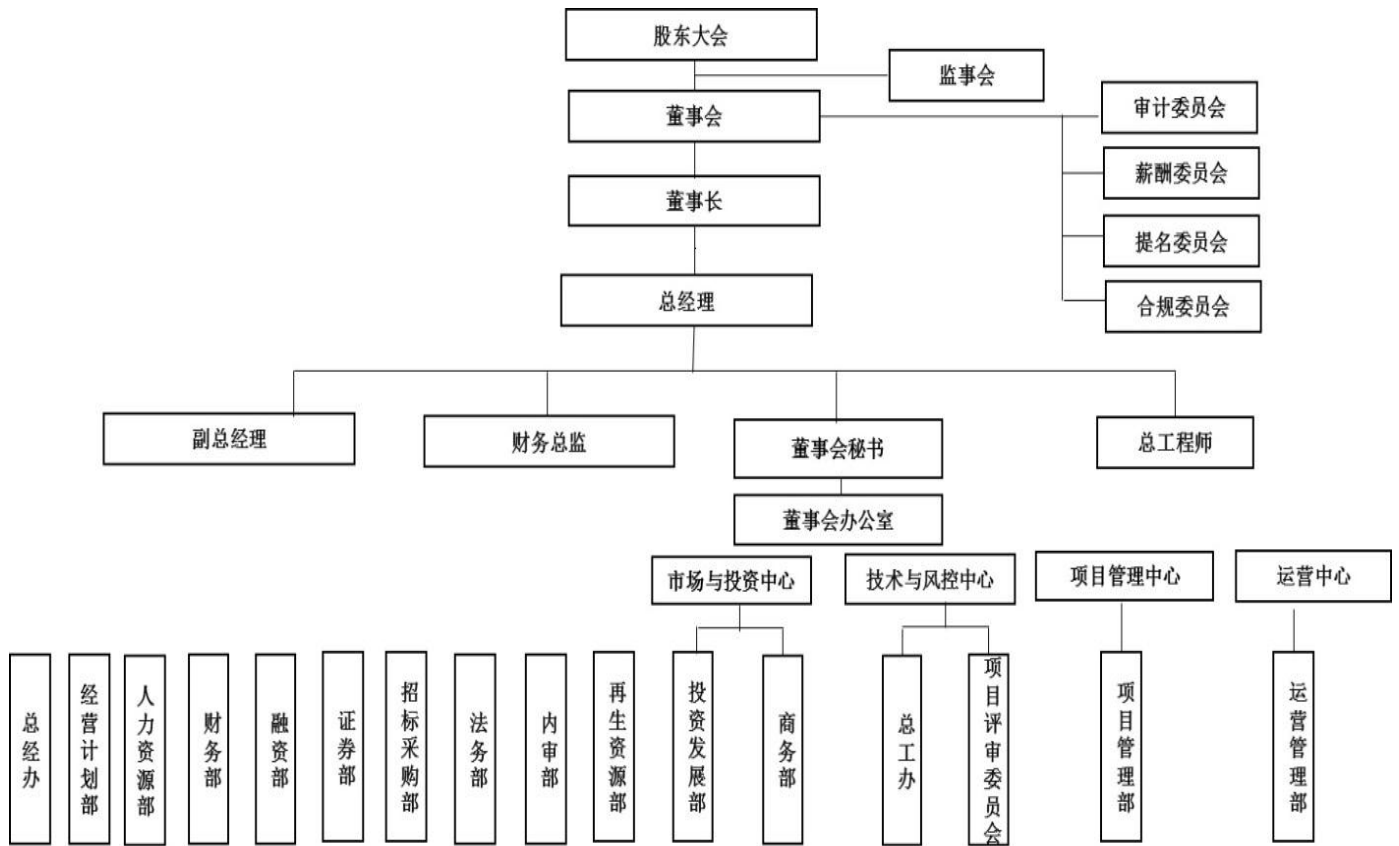 股东大会
监事会
董事会
审计委员会
薪酬委员会
董事长
提名委员会
总经理
合规委员会
副总经理
财务总监
董事会秘书
总工程师
董事会办公室
市场与投资中心
技术与风控中心
项目管理中心
运营中心
总经办
经营计划部
人力资源部
财务部
融资部
证券部
招标采购部
法务部
内审部
再生资源部
投资发展部
商务部
总工办
项目评审委员会
项目管理部
运营管理部